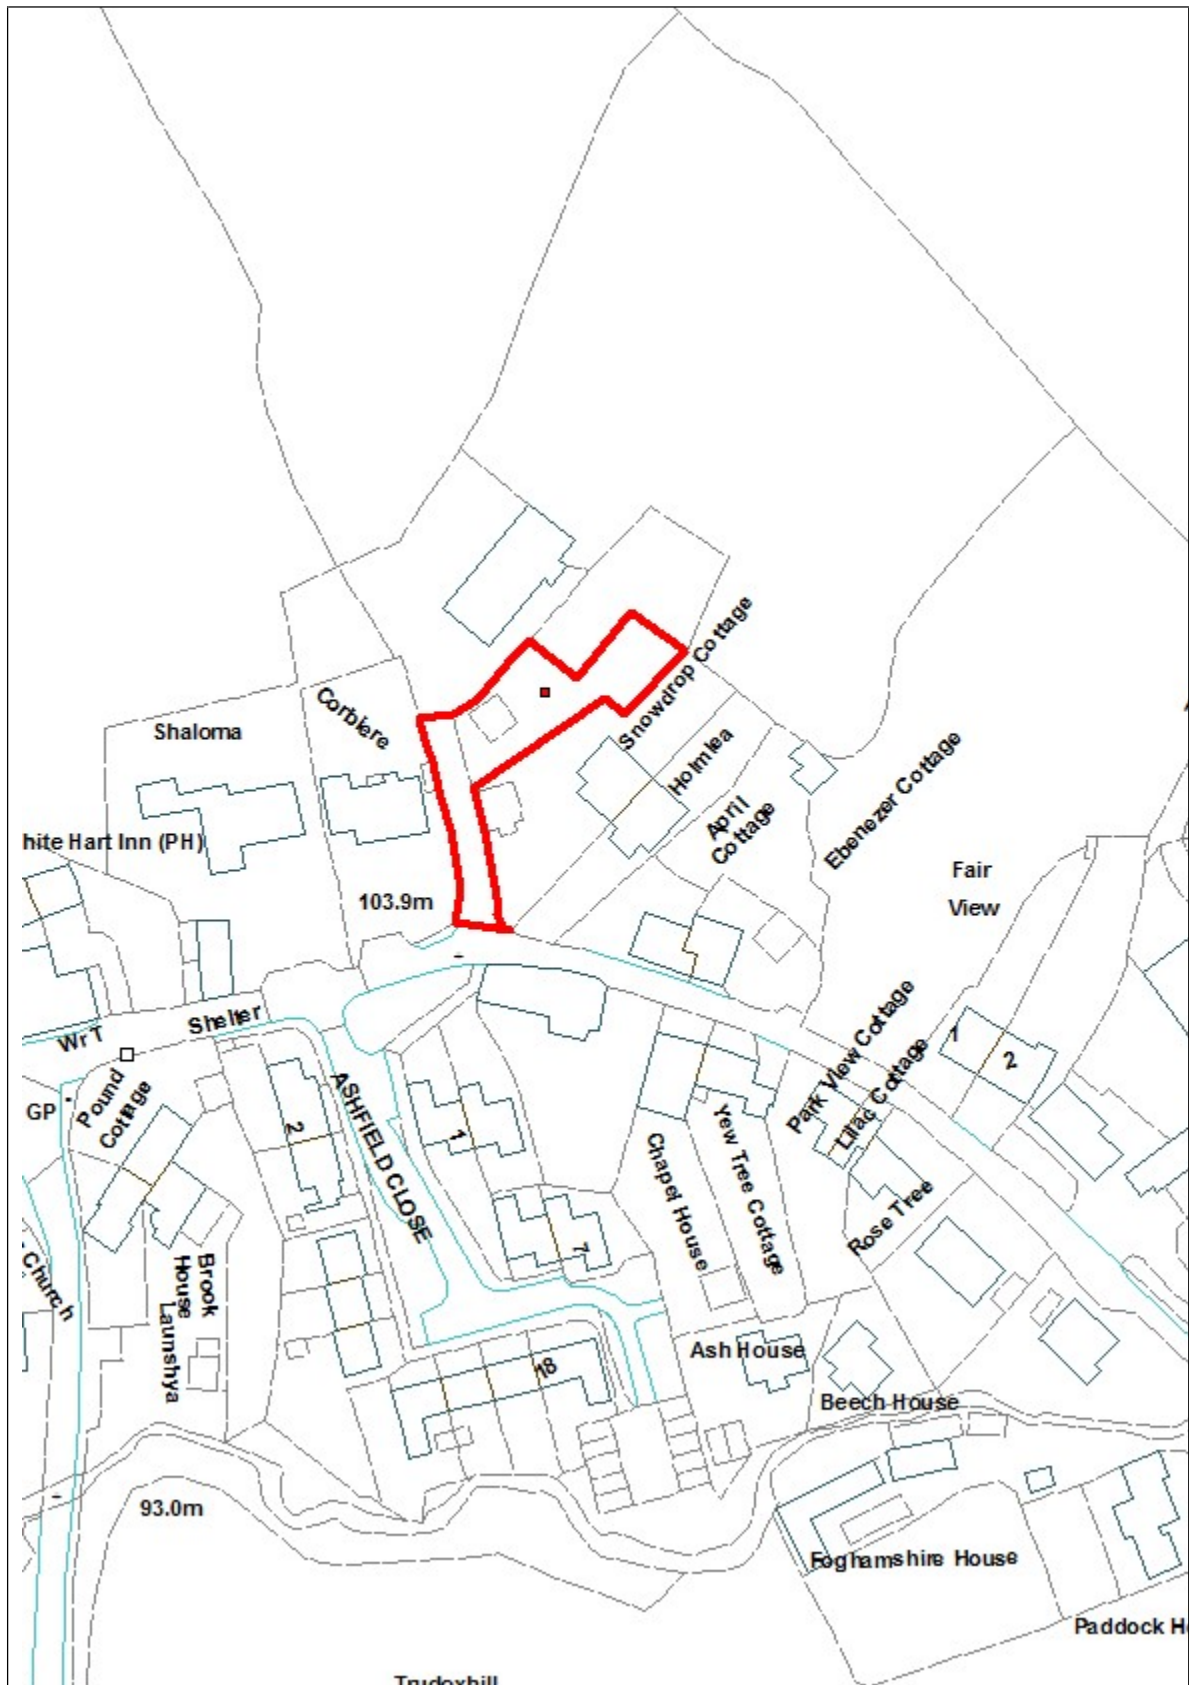 Snowdrop Cottage
Corbiere
Shaloma
Holmlea
April
Cottage
Ebenezer Cottage
hite Hart Inn (PH)
Fair
View
103.9m
Shelter
Wr T
Park View Cottage
Lilac Cottage
1
2
GP
Pound
Cottage
2
ASHFIELD CLOSE
1
Chapel House
Yew Tree Cottage
Rose Tree
7
Church
Brook
House
Launshya
18
Ash House
Beech House
93.0m
Foghamshire House
Paddock H
Trudoxhill